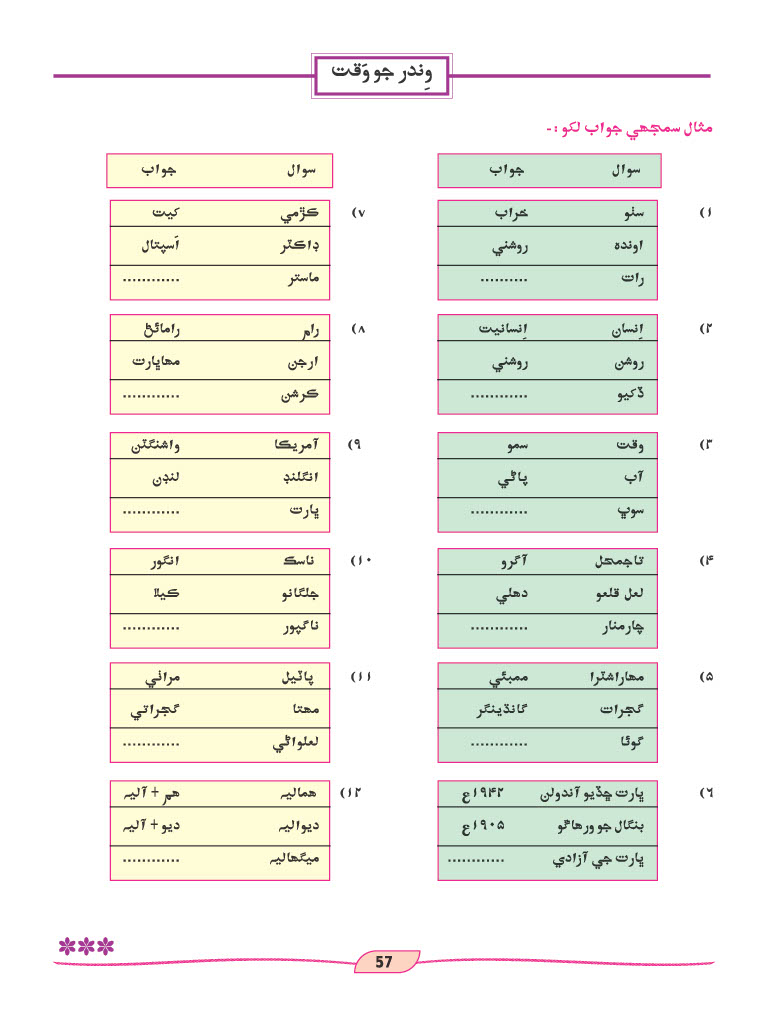 وِندر جو وَقت
مثال سمجهي جواب لکو :-
سوال جواب
۱) سٺو خراب
اونده روشني
رات ..........
۲) اِنسان اِنسانيت
روشن روشني
ڏکيو ............
۳) وقت سمو
آب پاڻي
سوڀ ............
۴) تاجمحل آگرو
لعل قلعو دهلي
چارمنار ............
۵) مهاراشٽرا ممبئي
گجرات گانڌينگر
گوئا ............
۶) ڀارت ڇڏيو آندولن ۱۹۴۲ع
بنگال جو ورهاڱو ۱۹۰۵ع
ڀارت جي آزادي ............
سوال جواب
۷) ڪڙمي کيت
ڊاڪٽر اَسپتال
ماستر ............
۸) رام رامائڻ
ارجن مهاڀارت
ڪرشن ............
۹) آمريڪا واشنگٽن
انگلنڊ لنڊن
ڀارت ............
۱۰) ناسڪ انگور
جلگانو ڪيلا
ناگپور ............
۱۱) پاٽيل مراٺي
مهتا گجراتي
لعلواڻي ............
۱۲) هماليه هم + آليه
ديواليه ديو + آليه
ميگهاليه ............
57